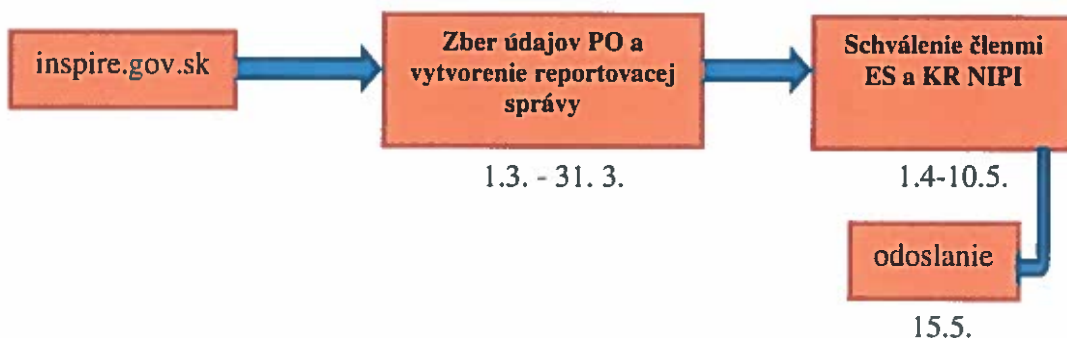 inspire.gov.sk
Zber údajov PO a
vytvorenie reportovacej
správy
1.3. - 31. 3.
Schválenie členmi
ES a KR NIPI
1.4-10.5.
odoslanie
15.5.